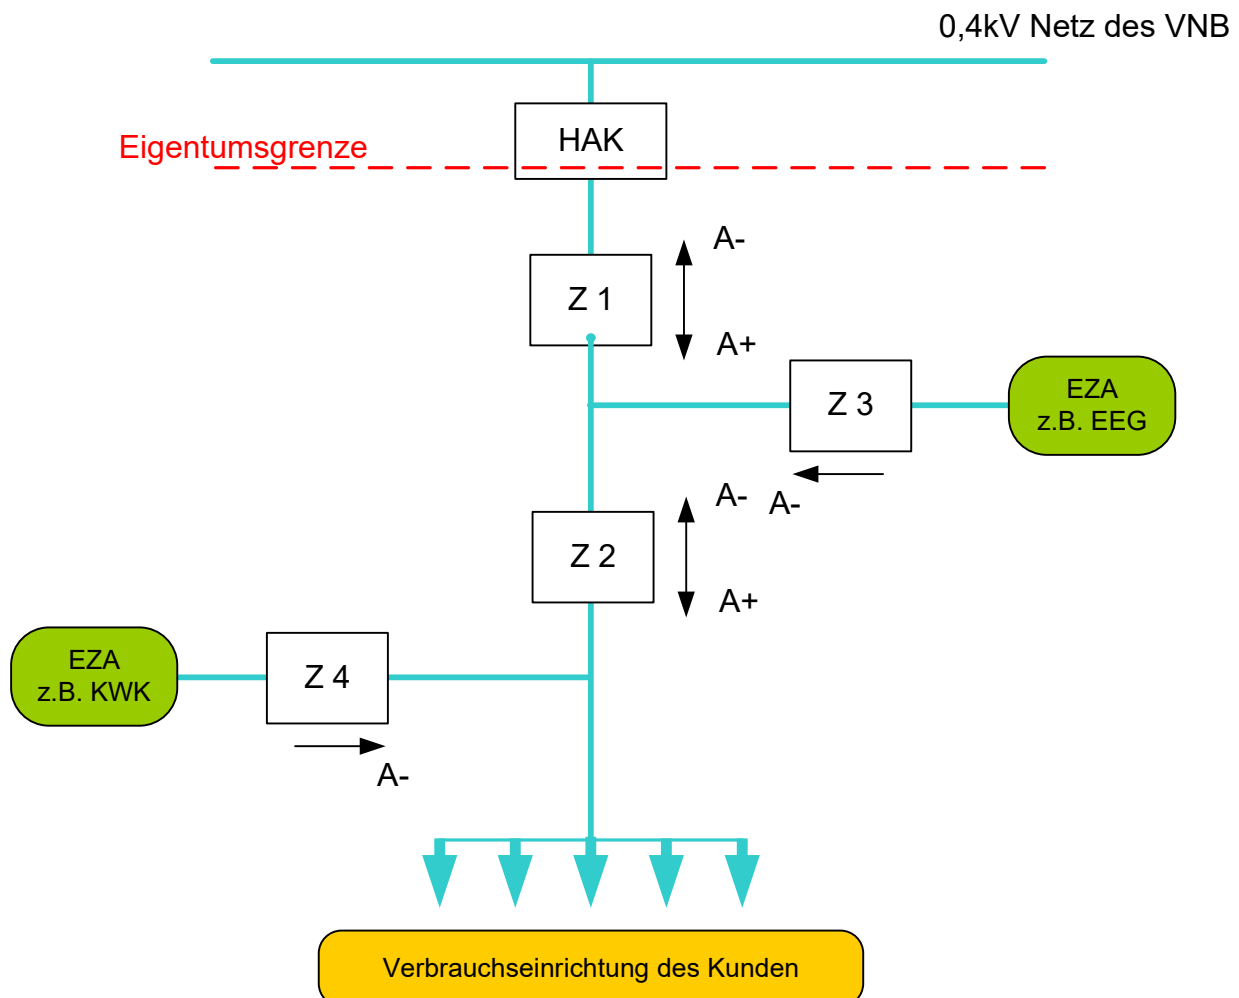 0,4kV Netz des VNB
HAK
Eigentumsgrenze
A-
Z 1
A+
Z 3
EZA
z.B. EEG
A-
A-
Z 2
A+
EZA
z.B. KWK
Z 4
A-
Verbrauchseinrichtung des Kunden